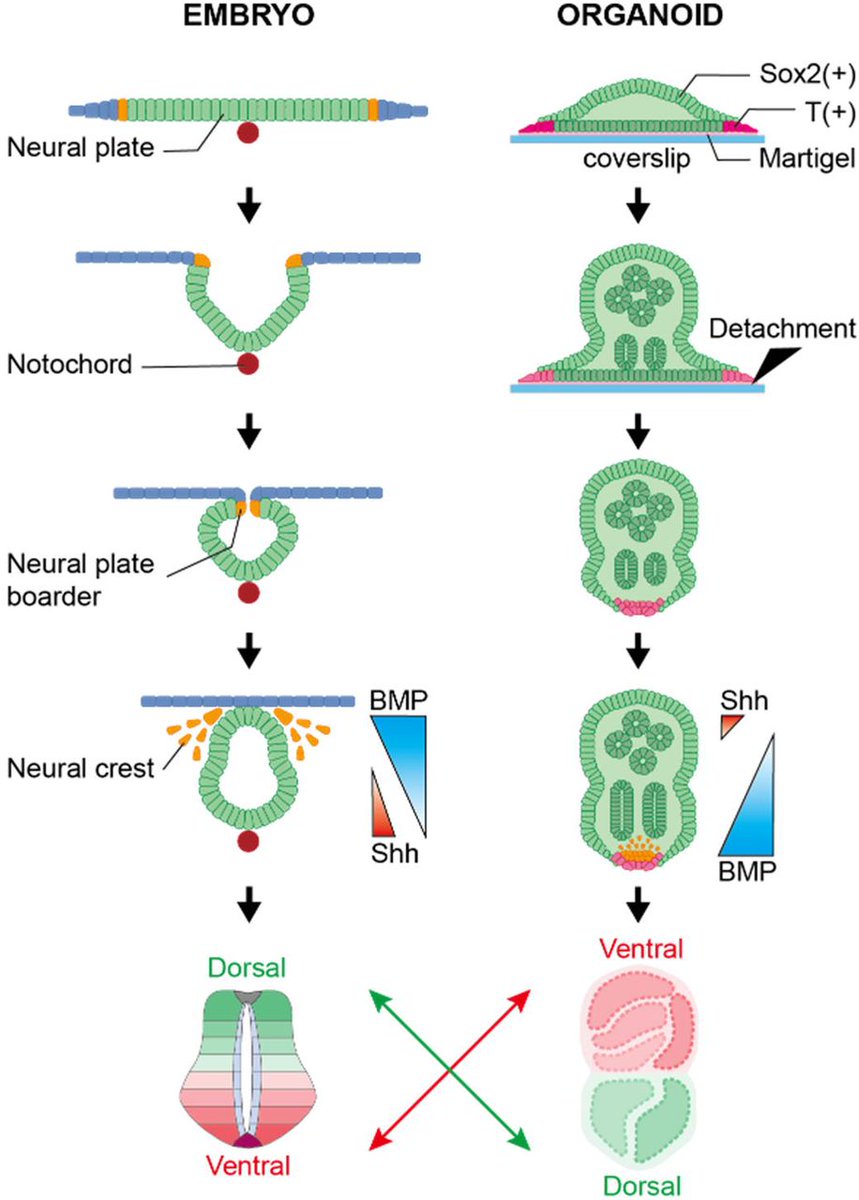 EMBRYO
ORGANOID
Sox2(+)
T(+)
Neural plate
coverslip
Martigel
Notochord
Detachment
Neural plate
boarder
BMP
Shh
Neural crest
Shh
BMP
Dorsal
Ventral
Ventral
Dorsal